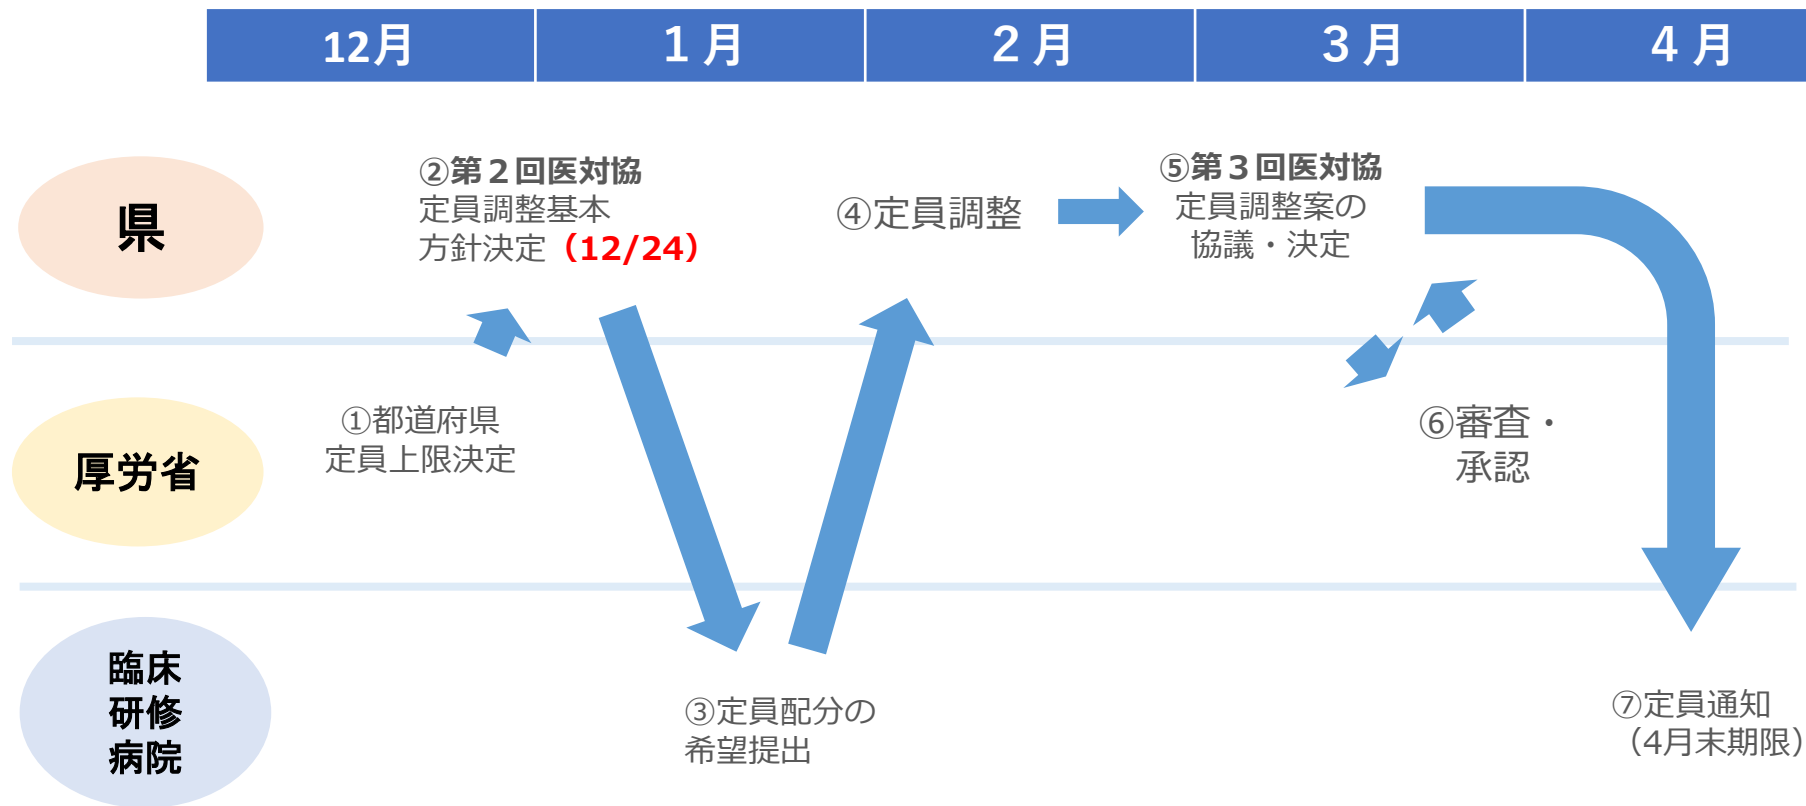 12月
１月
２月
３月
４月
県
②第２回医対協
定員調整基本
方針決定（12/24）
④定員調整
⑤第３回医対協
定員調整案の
協議・決定
厚労省
①都道府県
定員上限決定
⑥審査・
承認
臨床
研修
病院
③定員配分の
希望提出
⑦定員通知
（4月末期限）